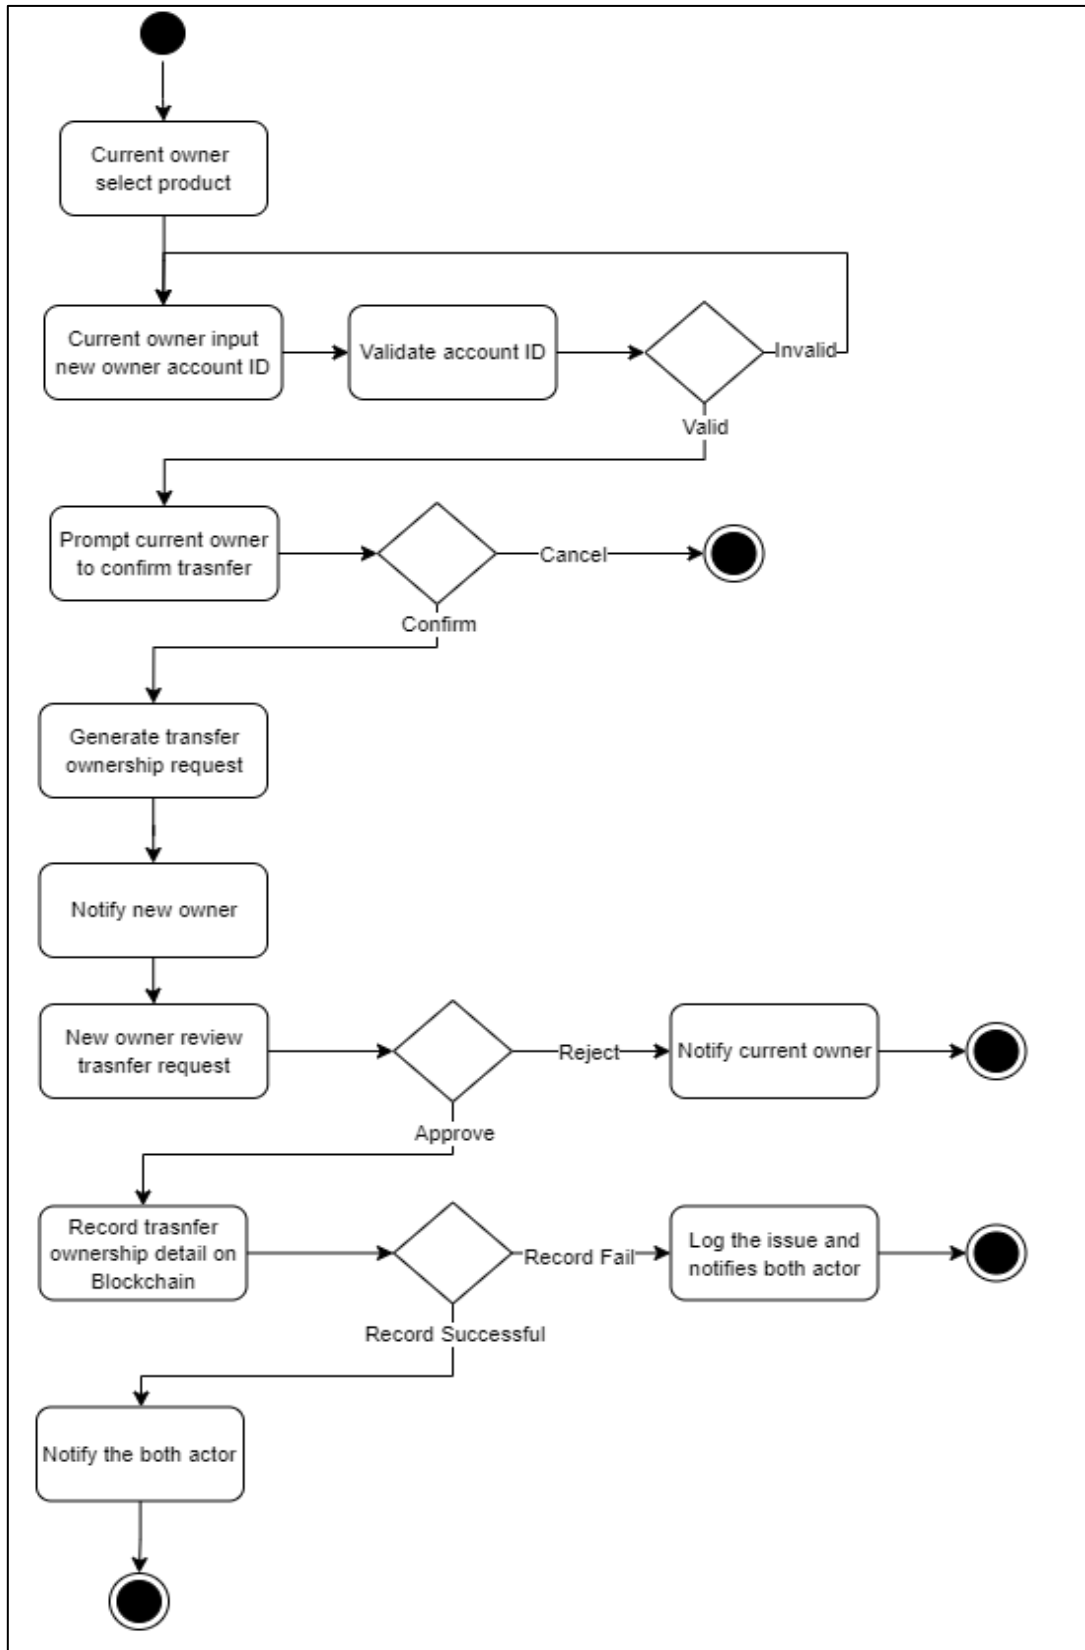 Current owner
select product
Current owner input
new owner account ID
Validate account ID
Invalid
Valid
Prompt current owner
to confirm trasnfer
Cancel
Confirm
Generate transfer
ownership request
Notify new owner
New owner review
trasnfer request
Reject
Notify current owner
Approve
Record trasnfer
ownership detail on
Blockchain
Record Fail
Log the issue and
notifies both actor
Record Successful
Notify the both actor